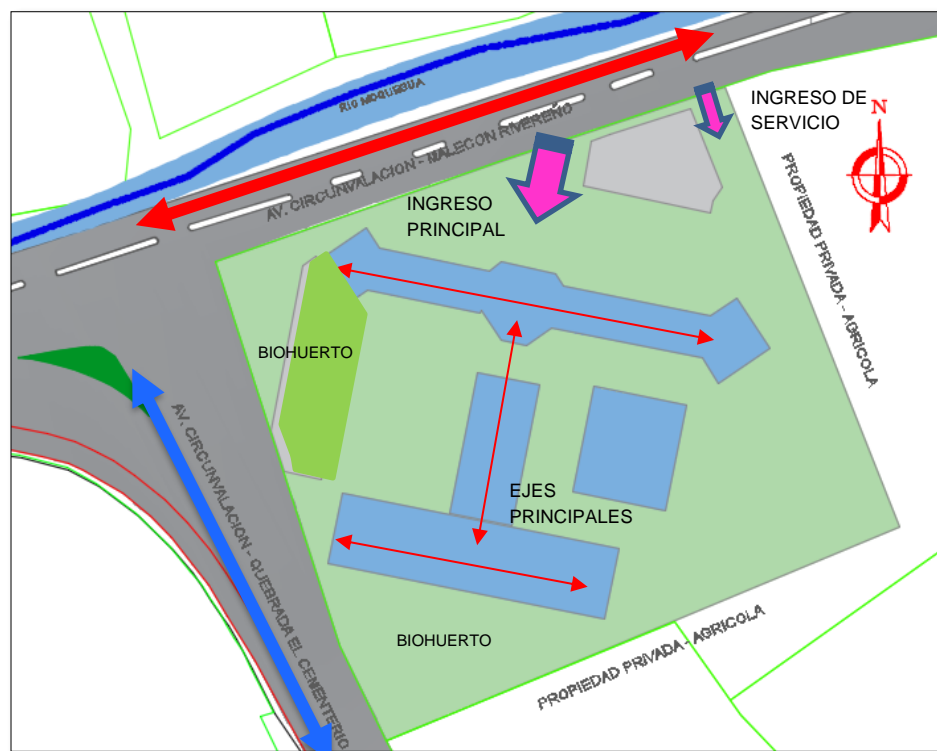 RIO MOQUEGUA
INGRESO DE
SERVICIO
N
AV. CIRCUNVALACION - MALECON RIVEREÑO
PROPIEDAD PRIVADA - AGRICOLA
INGRESO
PRINCIPAL
BIOHUERTO
AV. CIRCUNVALACION - QUEBRADA EL CEMENTERIO
EJES
PRINCIPALES
BIOHUERTO
PROPIEDAD PRIVADA - AGRICOLA